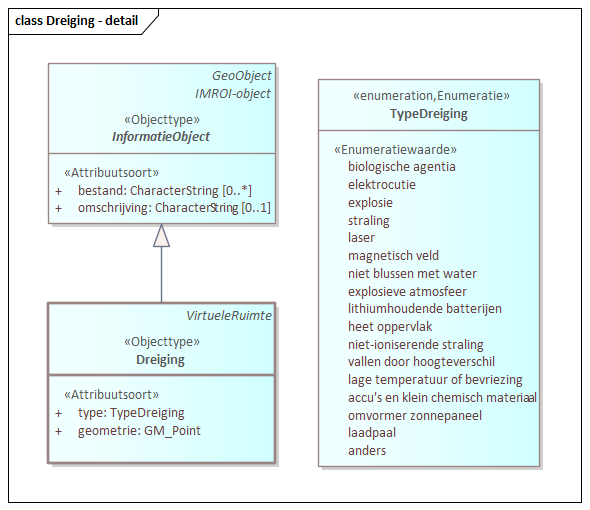 class Dreiging - detail
GeoObject
IMROI-object
«Objecttype»
InformatieObject
«Attribuutsoort»
+ bestand: CharacterString [0..*]
+ omschrijving: CharacterString [0..1]
VirtueleRuimte
«Objecttype»
Dreiging
«Attribuutsoort»
+ type: TypeDreiging
+ geometrie: GM_Point
«enumeration,Enumeratie»
TypeDreiging
«Enumeratiewaarde»
biologische agentia
elektrocutie
explosie
straling
laser
magnetisch veld
niet blussen met water
explosieve atmosfeer
lithiumhoudende batterijen
heet oppervlak
niet-ioniserende straling
vallen door hoogteverschil
lage temperatuur of bevriezing
accu's en klein chemisch materiaal
omvormer zonnepaneel
laadpaal
anders